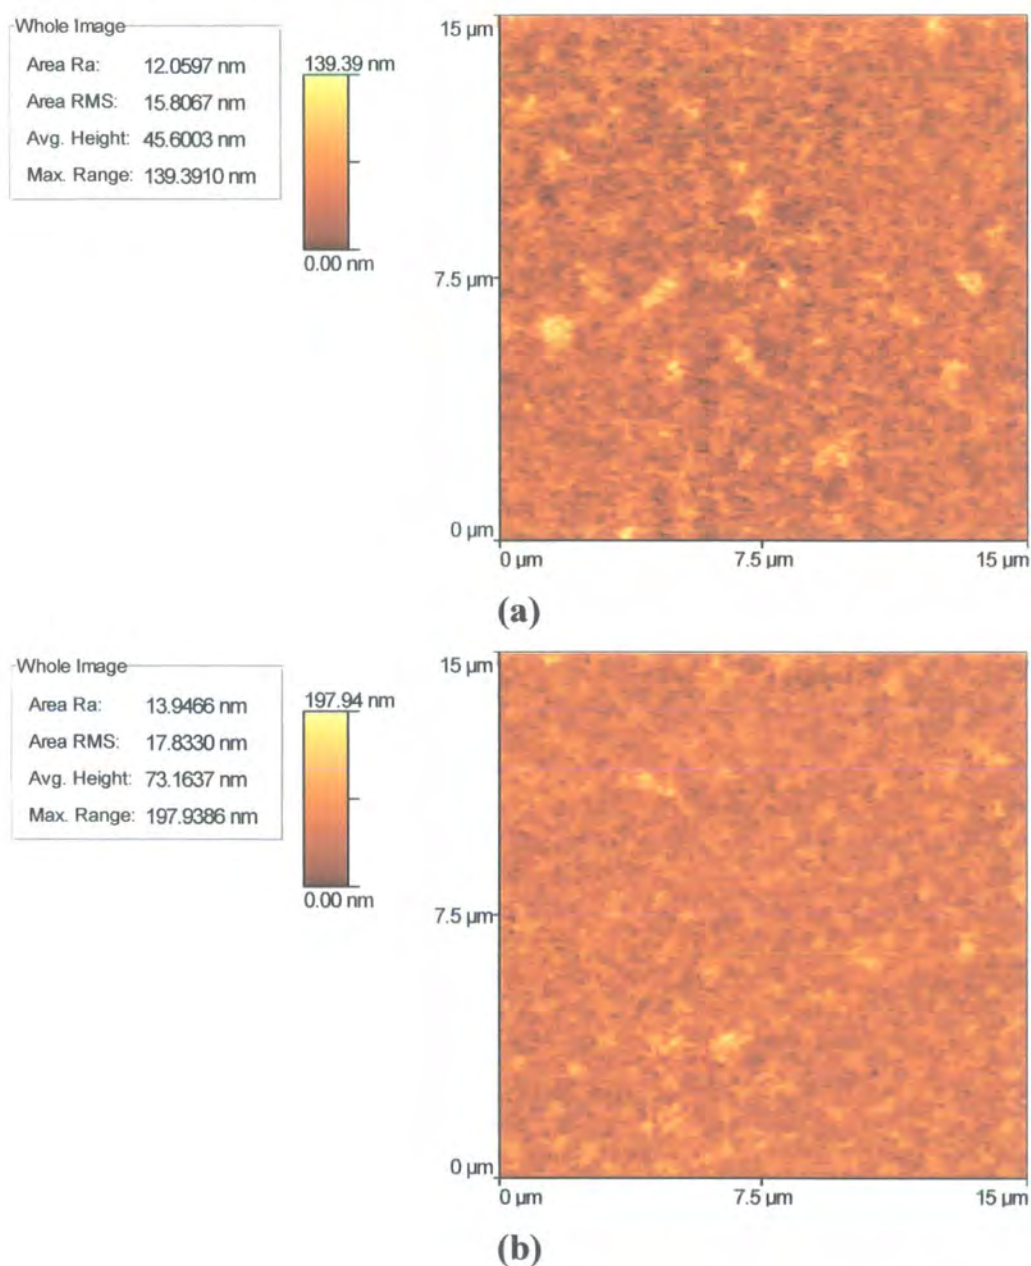 Whole Image
Area Ra: 12.0597 nm
Area RMS: 15.8067 nm
Avg. Height: 45.6003 nm
Max. Range: 139.3910 nm
139.39 nm
0.00 nm
15 µm
7.5 µm
0 µm
0 µm 7.5 µm 15 µm
(a)
Whole Image
Area Ra: 13.9466 nm
Area RMS: 17.8330 nm
Avg. Height: 73.1637 nm
Max. Range: 197.9386 nm
197.94 nm
0.00 nm
15 µm
7.5 µm
0 µm
0 µm 7.5 µm 15 µm
(b)